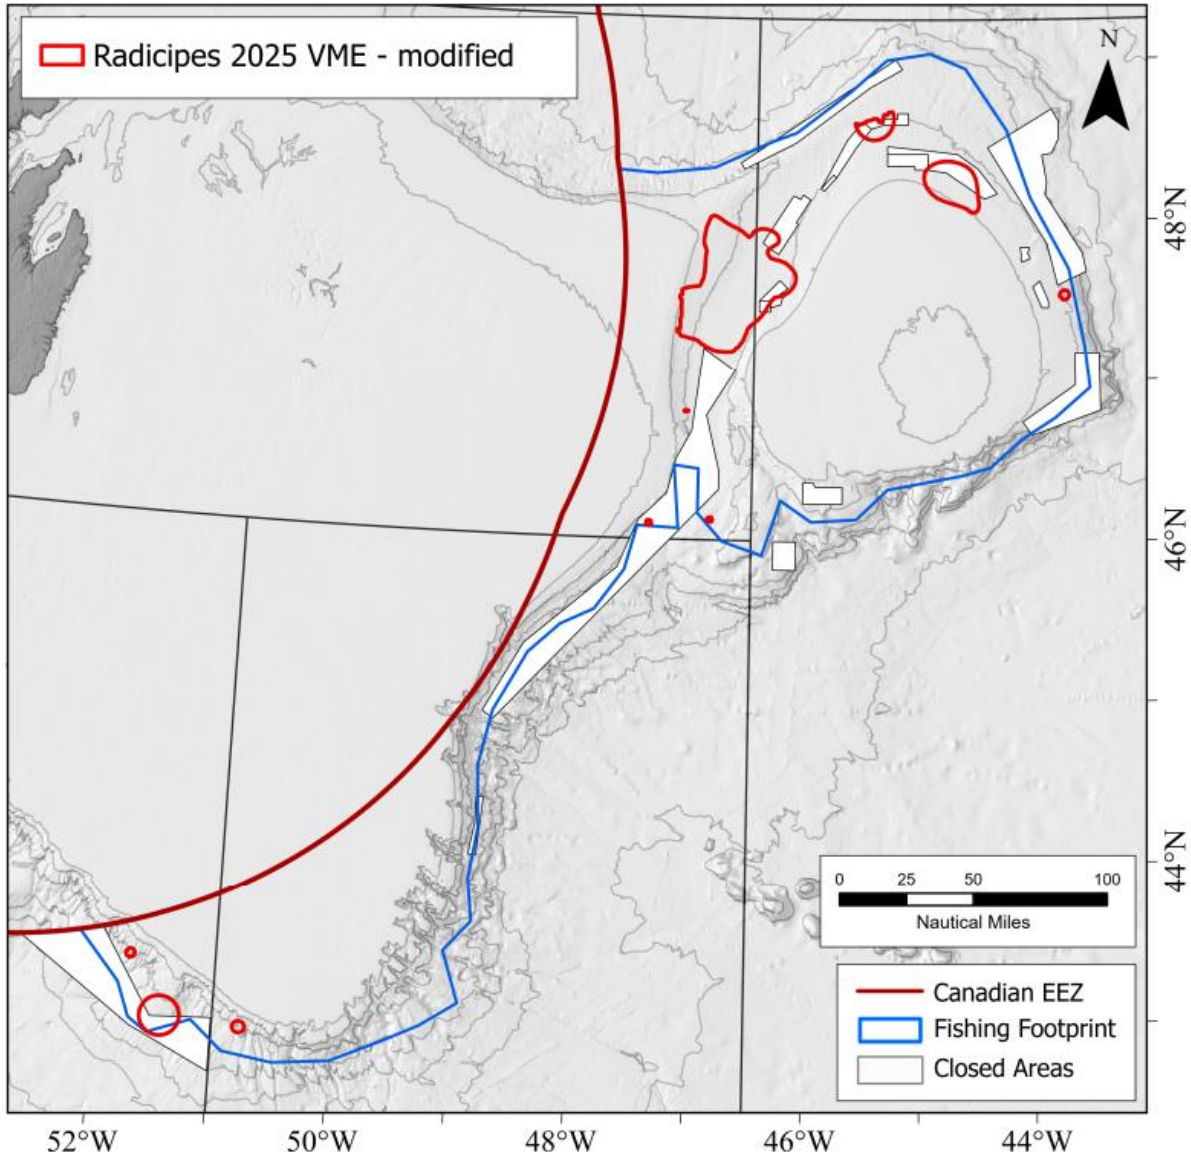 Radicipes 2025 VME - modified
N
48°N
46°N
44°N
0 25 50 100
Nautical Miles
Canadian EEZ
Fishing Footprint
Closed Areas
52°W 50°W 48°W 46°W 44°W